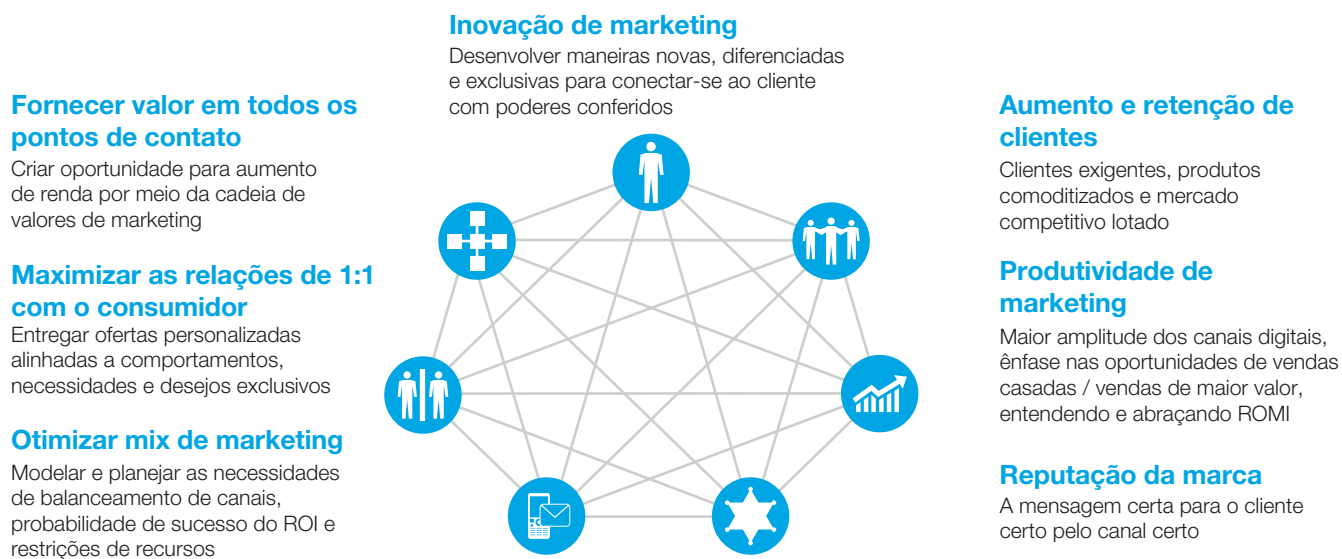 Inovação de marketing
Desenvolver maneiras novas, diferenciadas
e exclusivas para conectar-se ao cliente
com poderes conferidos
Fornecer valor em todos os
pontos de contato
Criar oportunidade para aumento
de renda por meio da cadeia de
valores de marketing
Maximizar as relações de 1:1
com o consumidor
Entregar ofertas personalizadas
alinhadas a comportamentos,
necessidades e desejos exclusivos
Otimizar mix de marketing
Modelar e planejar as necessidades
de balanceamento de canais,
probabilidade de sucesso do ROI e
restrições de recursos
Aumento e retenção de
clientes
Clientes exigentes, produtos
comoditizados e mercado
competitivo lotado
Produtividade de
marketing
Maior amplitude dos canais digitais,
ênfase nas oportunidades de vendas
casadas / vendas de maior valor,
entendendo e abraçando ROMI
Reputação da marca
A mensagem certa para o cliente
certo pelo canal certo